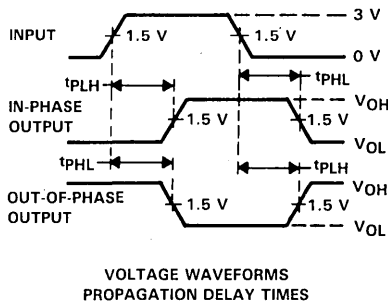 3 V
INPUT 1.5 V 1.5 V
0 V
tPLH tPHL
IN-PHASE OUTPUT 1.5 V 1.5 V VOH
VOL
tPHL tPLH
VOH
OUT-OF-PHASE OUTPUT 1.5 V 1.5 V
VOL
VOLTAGE WAVEFORMS
PROPAGATION DELAY TIMES